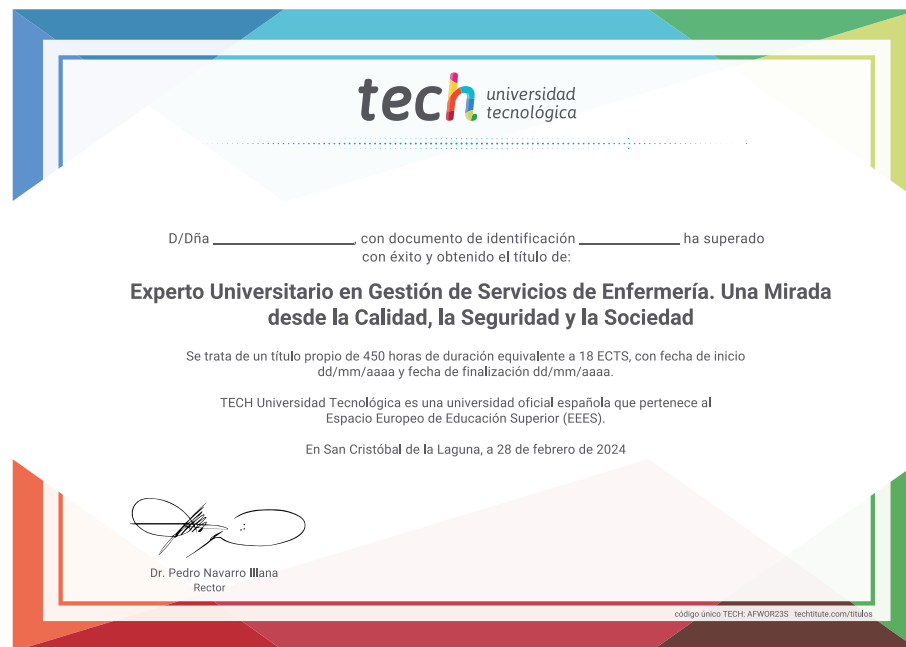 tech universidad
tecnológica
D/Dña ____________________, con documento de identificación ______________ ha superado
con éxito y obtenido el título de:
Experto Universitario en Gestión de Servicios de Enfermería. Una Mirada
desde la Calidad, la Seguridad y la Sociedad
Se trata de un título propio de 450 horas de duración equivalente a 18 ECTS, con fecha de inicio
dd/mm/aaaa y fecha de finalización dd/mm/aaaa.
TECH Universidad Tecnológica es una universidad oficial española que pertenece al
Espacio Europeo de Educación Superior (EEES).
En San Cristóbal de la Laguna, a 28 de febrero de 2024
Dr. Pedro Navarro Illana
Rector
código único TECH: AFWOR23S techtitute.com/titulos